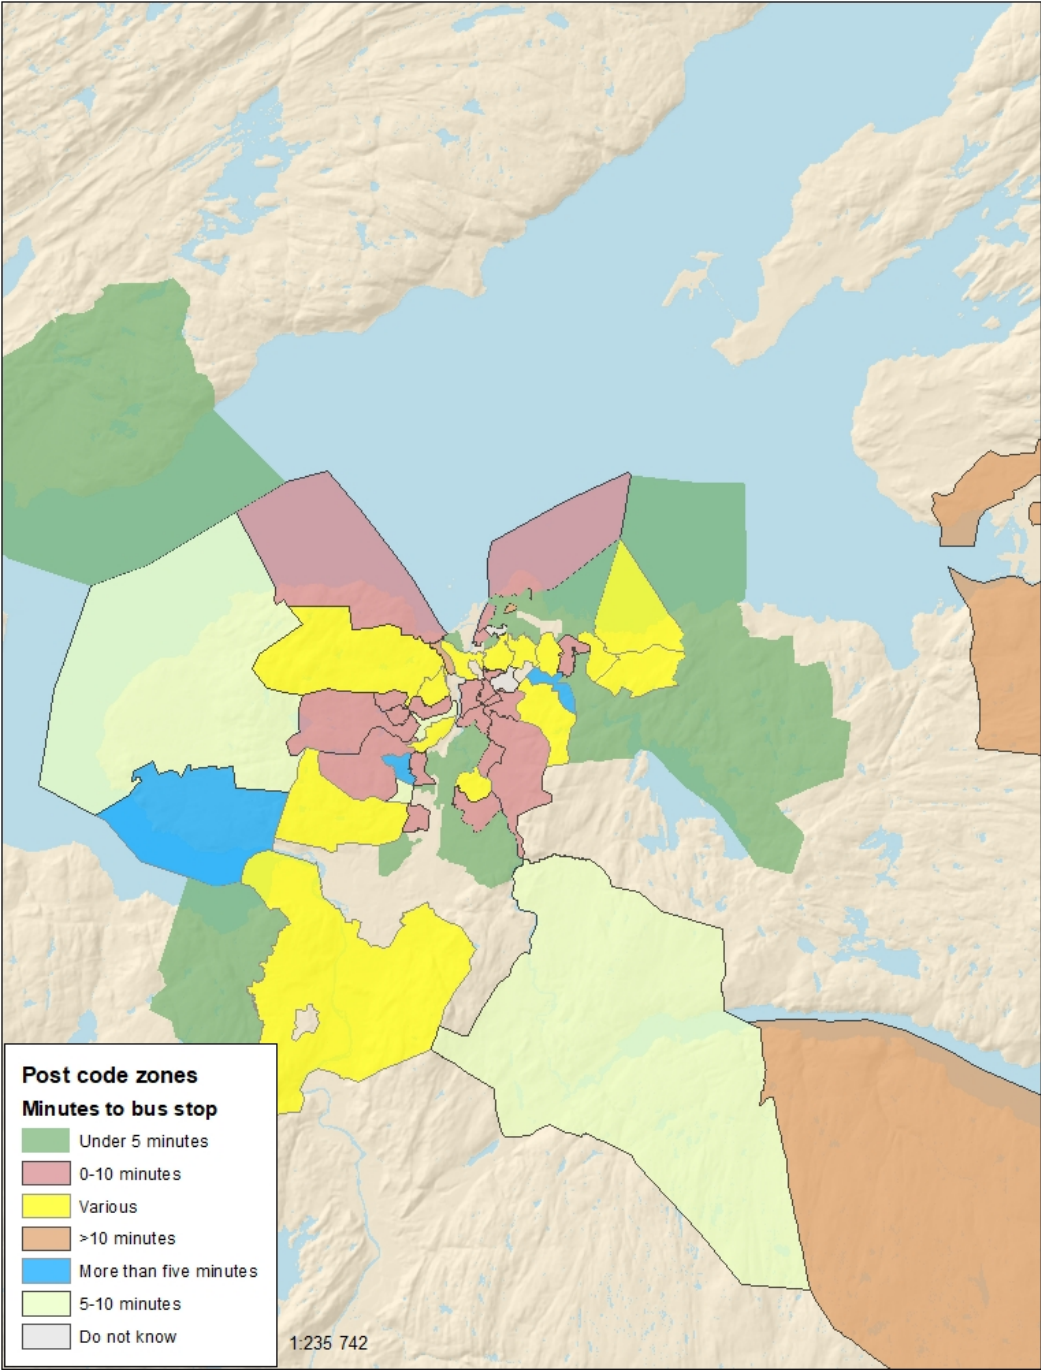 Post code zones
Minutes to bus stop
Under 5 minutes
0-10 minutes
Various
>10 minutes
More than five minutes
5-10 minutes
Do not know
1:235 742